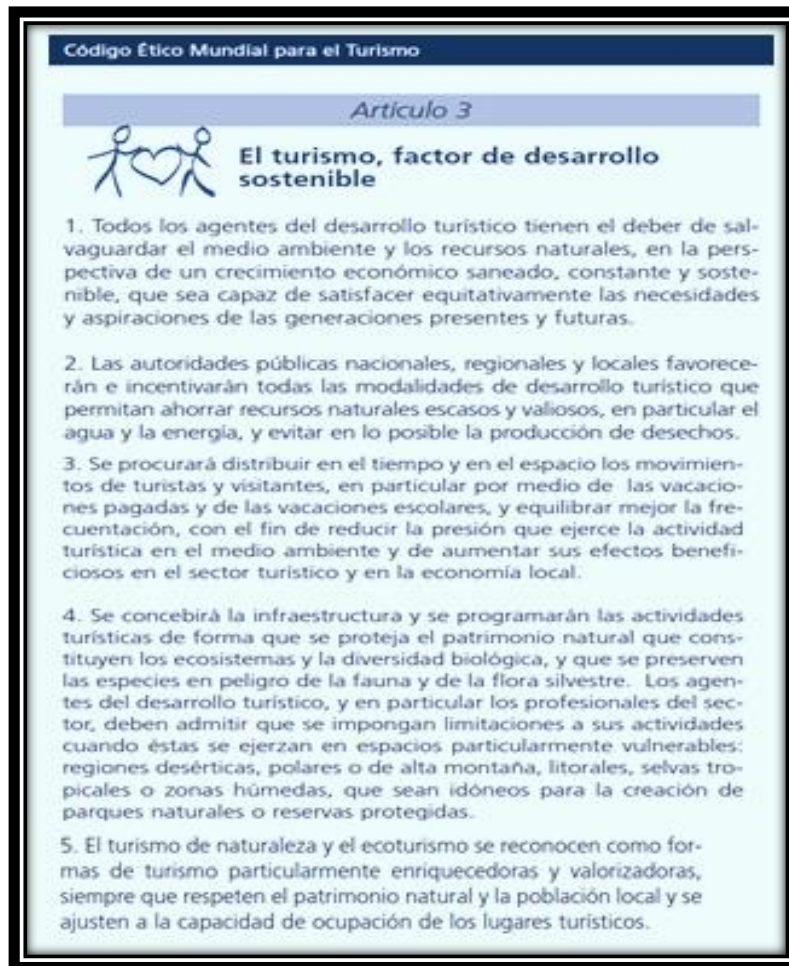 Código Ético Mundial para el Turismo
Artículo 3
El turismo, factor de desarrollo
sostenible
1. Todos los agentes del desarrollo turístico tienen el deber de sal-
vaguardar el medio ambiente y los recursos naturales, en la pers-
pectiva de un crecimiento económico saneado, constante y soste-
nible, que sea capaz de satisfacer equitativamente las necesidades
y aspiraciones de las generaciones presentes y futuras.
2. Las autoridades públicas nacionales, regionales y locales favorece-
rán e incentivarán todas las modalidades de desarrollo turístico que
permitan ahorrar recursos naturales escasos y valiosos, en particular el
agua y la energía, y evitar en lo posible la producción de desechos.
3. Se procurará distribuir en el tiempo y en el espacio los movimien-
tos de turistas y visitantes, en particular por medio de las vacacio-
nes pagadas y de las vacaciones escolares, y equilibrar mejor la fre-
cuentación, con el fin de reducir la presión que ejerce la actividad
turística en el medio ambiente y de aumentar sus efectos benefi-
ciosos en el sector turístico y en la economía local.
4. Se concebirá la infraestructura y se programarán las actividades
turísticas de forma que se proteja el patrimonio natural que cons-
tituyen los ecosistemas y la diversidad biológica, y que se preserven
las especies en peligro de la fauna y de la flora silvestre. Los agen-
tes del desarrollo turístico, y en particular los profesionales del sec-
tor, deben admitir que se impongan limitaciones a sus actividades
cuando éstas se ejerzan en espacios particularmente vulnerables:
regiones desérticas, polares o de alta montaña, litorales, selvas tro-
picales o zonas húmedas, que sean idóneos para la creación de
parques naturales o reservas protegidas.
5. El turismo de naturaleza y el ecoturismo se reconocen como for-
mas de turismo particularmente enriquecedoras y valorizadoras,
siempre que respeten el patrimonio natural y la población local y se
ajusten a la capacidad de ocupación de los lugares turísticos.